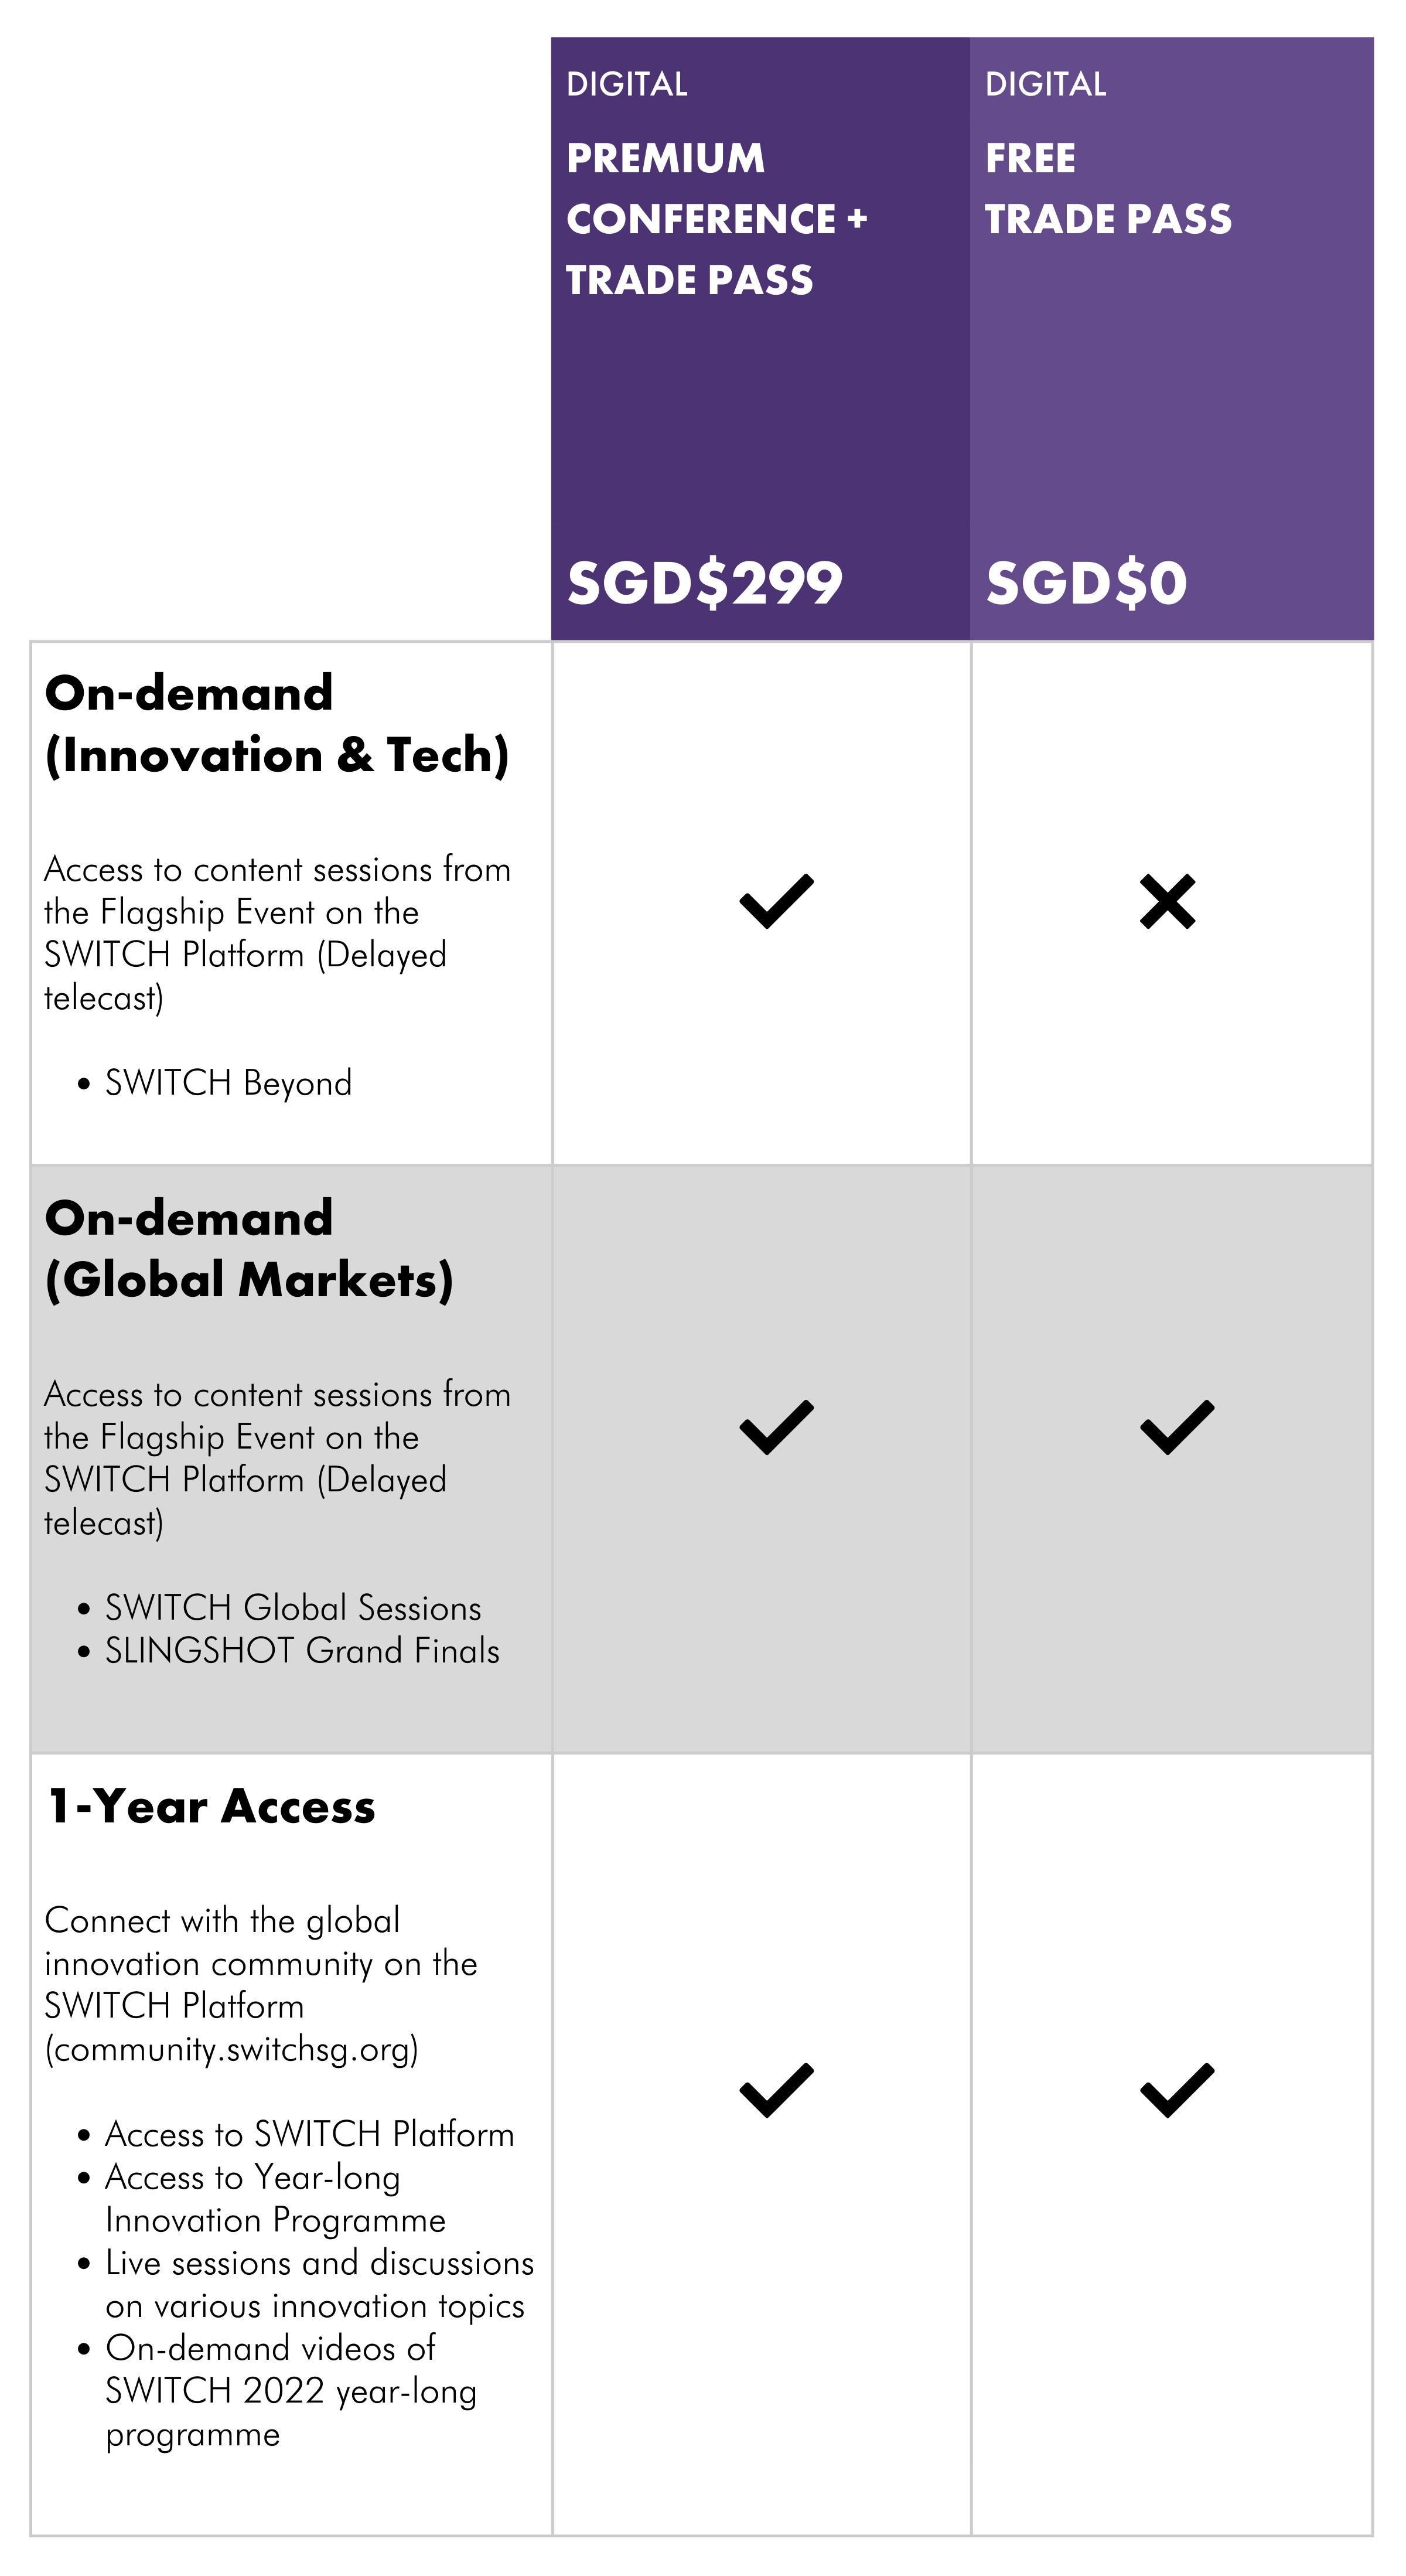 DIGITAL
PREMIUM
CONFERENCE +
TRADE PASS
SGD$299
DIGITAL
FREE
TRADE PASS
SGD$0
On-demand
(Innovation & Tech)
Access to content sessions from
the Flagship Event on the
SWITCH Platform (Delayed
telecast)
• SWITCH Beyond
On-demand
(Global Markets)
Access to content sessions from
the Flagship Event on the
SWITCH Platform (Delayed
telecast)
• SWITCH Global Sessions
• SLINGSHOT Grand Finals
1-Year Access
Connect with the global
innovation community on the
SWITCH Platform
(community.switchsg.org)
• Access to SWITCH Platform
• Access to Year-long
Innovation Programme
• Live sessions and discussions
on various innovation topics
• On-demand videos of
SWITCH 2022 year-long
programme